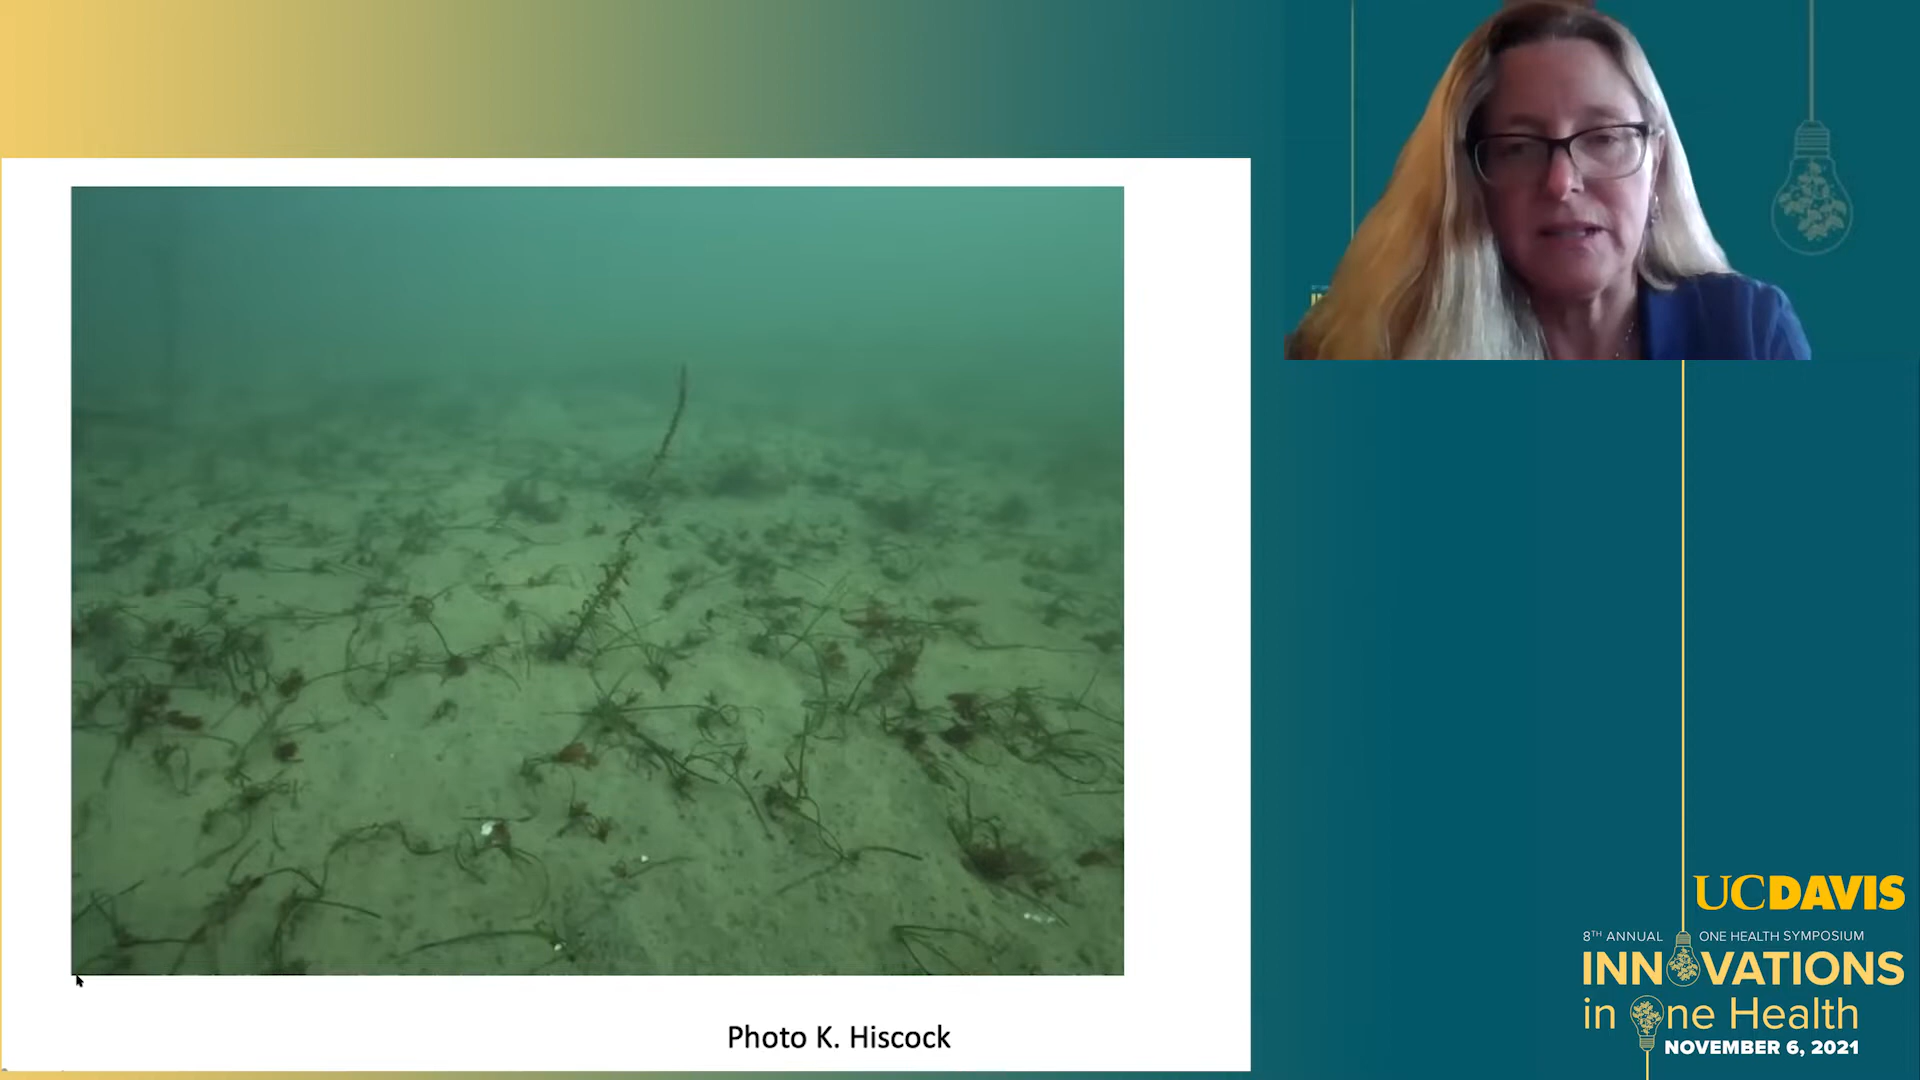 Photo K. Hiscock
UCDAVIS
8TH ANNUAL ONE HEALTH SYMPOSIUM
INNOVATIONS
in One Health
NOVEMBER 6, 2021